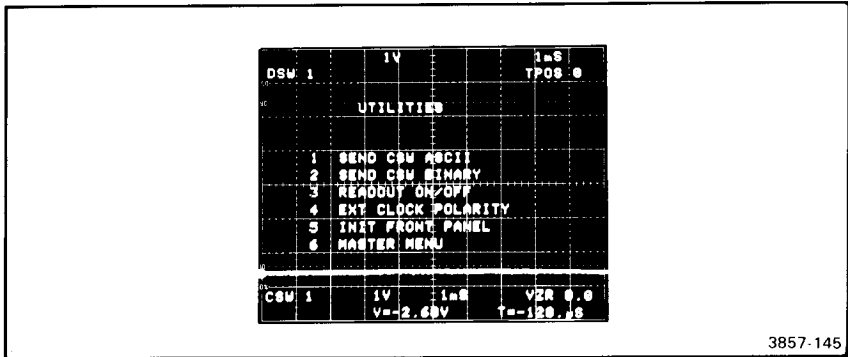 1V 1mS
DSW 1 TPOS 0
UTILITIES
1 SEND CSW ASCII
2 SEND CSW BINARY
3 READOUT ON/OFF
4 EXT CLOCK POLARITY
5 INIT FRONT PANEL
6 MASTER MENU
CSW 1 1V 1mS VZR 0.0
V=-2.60V T=-128.µS
3857-145